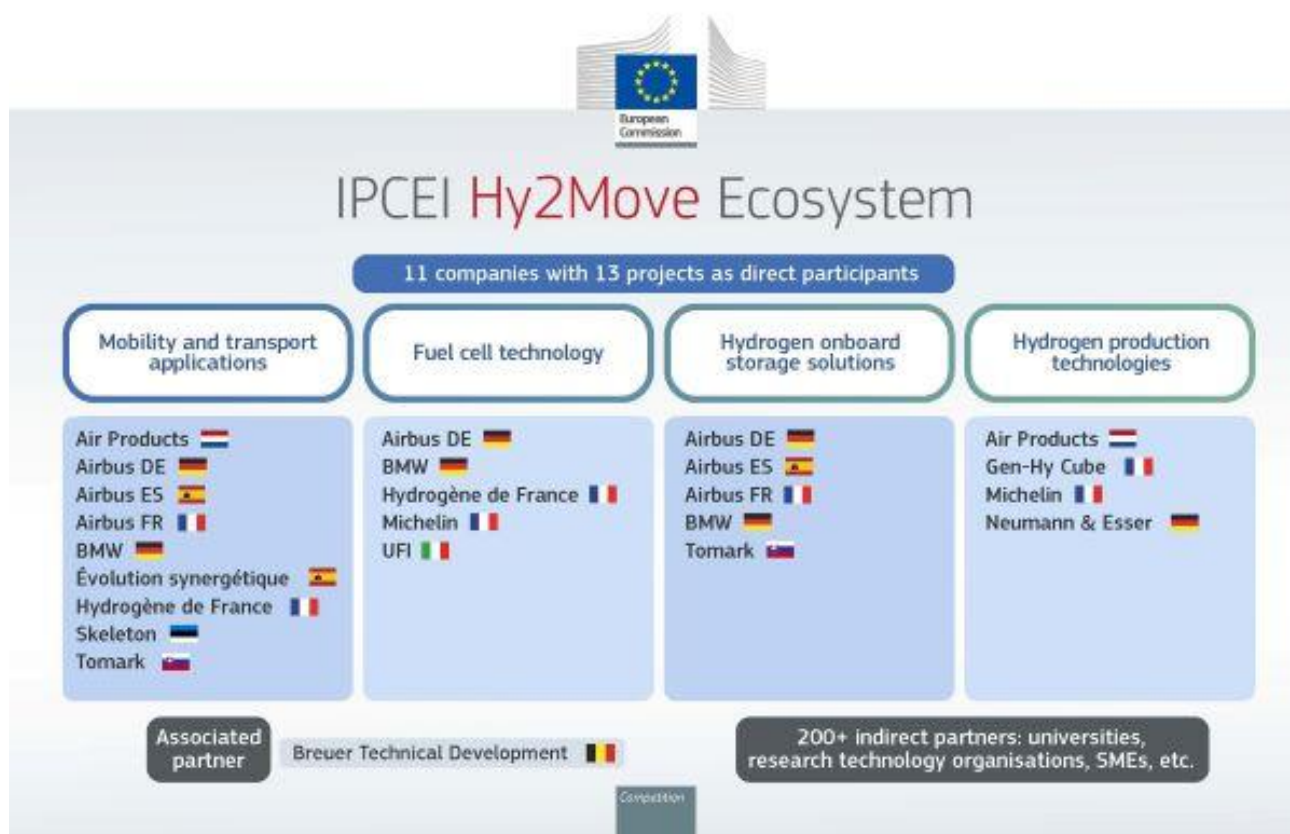 European
Commission
IPCEI Hy2Move Ecosystem
11 companies with 13 projects as direct participants
Mobility and transport
applications
Fuel cell technology
Hydrogen onboard
storage solutions
Hydrogen production
technologies
Air Products
Airbus DE
Airbus ES
Airbus FR
BMW
Évolution synergétique
Hydrogène de France
Skeleton
Tomark
Airbus DE
BMW
Hydrogène de France
Michelin
UFI
Airbus DE
Airbus ES
Airbus FR
BMW
Tomark
Air Products
Gen-Hy Cube
Michelin
Neumann & Esser
Associated
partner
Breuer Technical Development
200+ indirect partners: universities,
research technology organisations, SMEs, etc.
Competition